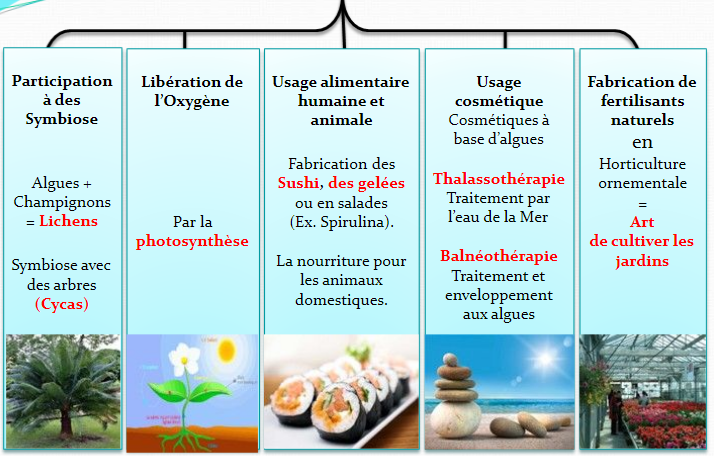 Participation
à des
Symbiose
Algues +
Champignons
= Lichens
Symbiose avec
des arbres
(Cycas)
Libération de
l'Oxygène
Par la
photosynthèse
Usage alimentaire
humaine et
animale
Fabrication des
Sushi, des gelées
ou en salades
(Ex. Spirulina).
La nourriture pour
les animaux
domestiques.
Usage
cosmétique
Cosmétiques à
base d'algues
Thalassothérapie
Traitement par
l'eau de la Mer
Balnéothérapie
Traitement et
enveloppement
aux algues
Fabrication de
fertilisants
naturels
en
Horticulture
ornementale
=
Art
de cultiver les
jardins